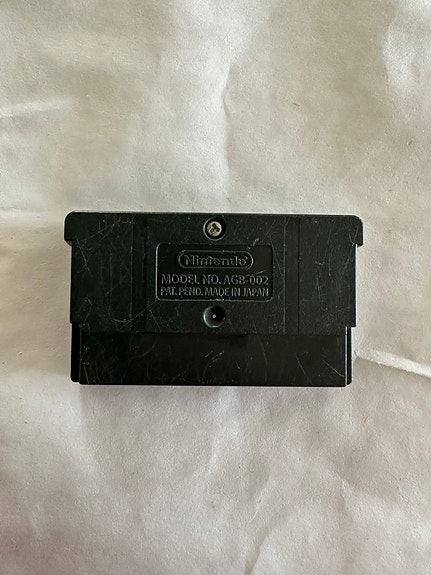 Nintendo
MODEL NO. AGB-002
PAT. PEND. MADE IN JAPAN